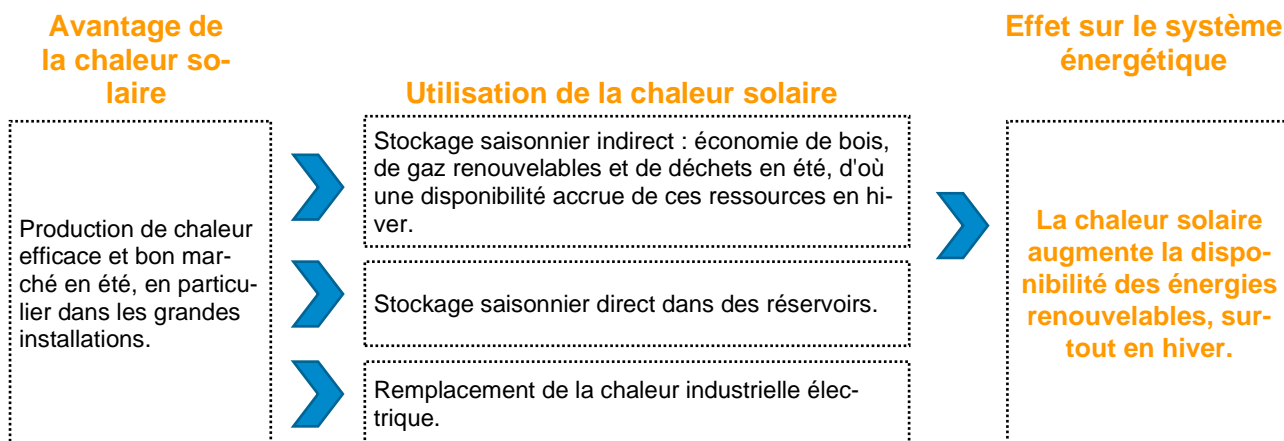 Avantage de
la chaleur so-
laire
Utilisation de la chaleur solaire
Effet sur le système
énergétique
Production de chaleur
efficace et bon mar-
ché en été, en particu-
lier dans les grandes
installations.
Stockage saisonnier indirect : économie de bois,
de gaz renouvelables et de déchets en été, d'où
une disponibilité accrue de ces ressources en hi-
ver.
Stockage saisonnier direct dans des réservoirs.
Remplacement de la chaleur industrielle élec-
trique.
La chaleur solaire
augmente la dispo-
nibilité des énergies
renouvelables, sur-
tout en hiver.